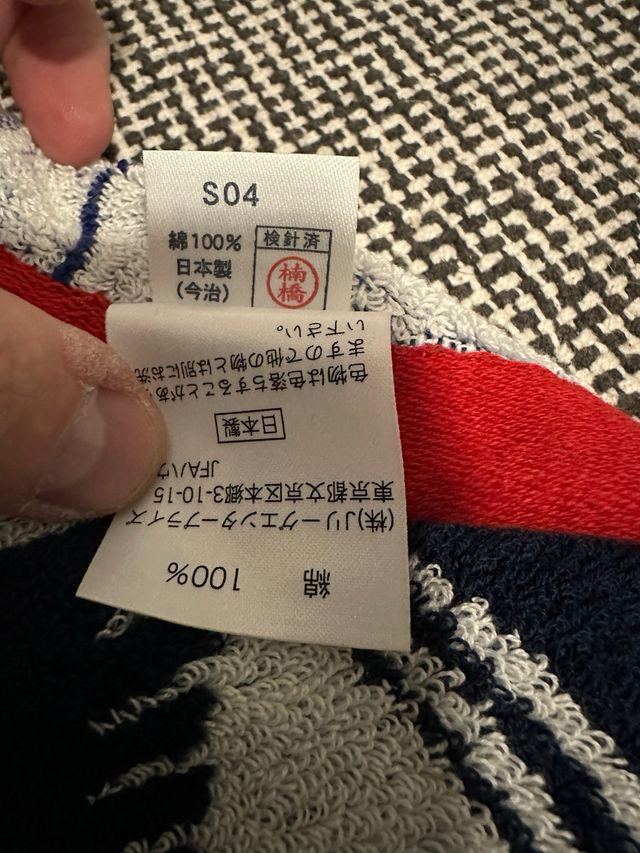 S04
綿100%
日本製
(今治)
検針済
楠
橋
綿 100%
(株)Jリーグエンタープライズ
東京都文京区本郷3-10-15
JFAハウ
日本製
色物は色落ちすることがあ
ますので他の物とは別にお洗
い下さい。